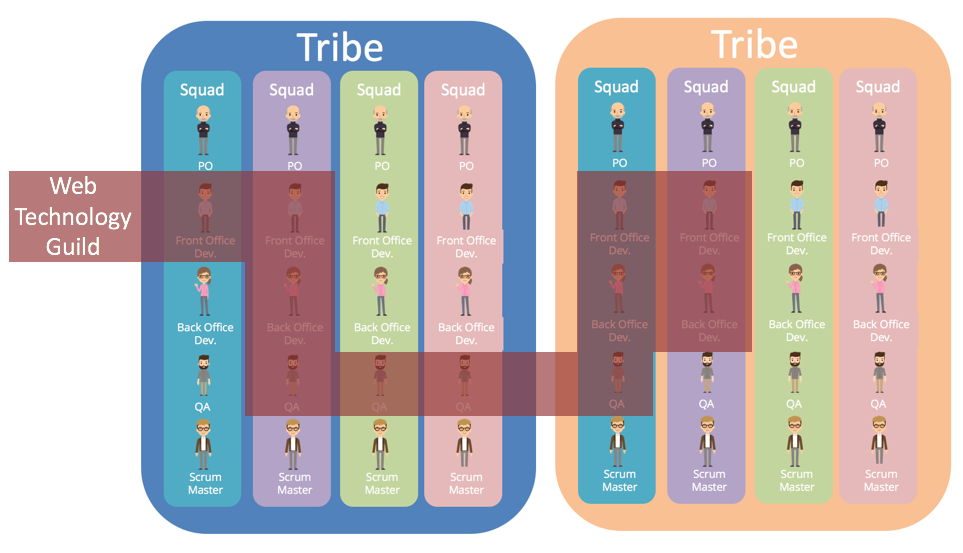 Tribe
Tribe
Squad Squad Squad Squad
Squad Squad Squad Squad
PO PO PO PO
PO PO PO PO
Web
Technology
Guild
Front Office Front Office Front Office Front Office
Dev. Dev. Dev. Dev.
Front Office Front Office Front Office Front Office
Dev. Dev. Dev. Dev.
Back Office Back Office Back Office Back Office
Dev. Dev. Dev. Dev.
Back Office Back Office Back Office Back Office
Dev. Dev. Dev. Dev.
QA QA QA QA
QA QA QA QA
Scrum Scrum Scrum Scrum
Master Master Master Master
Scrum Scrum Scrum Scrum
Master Master Master Master